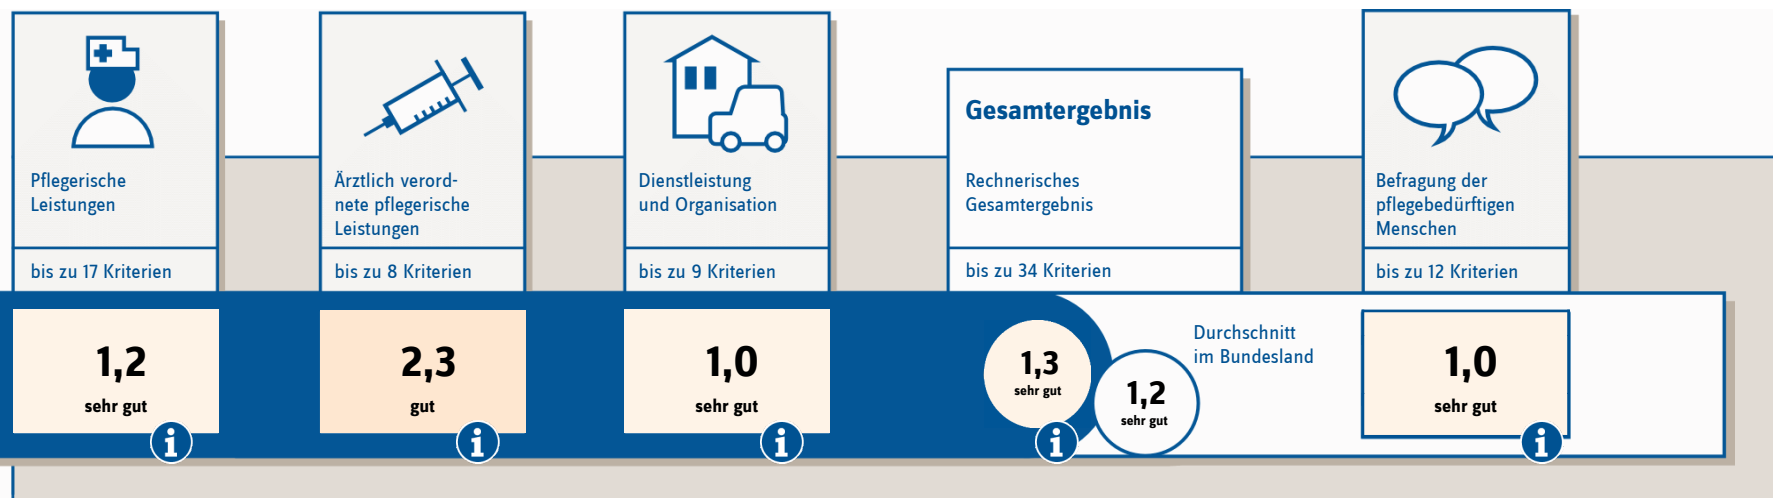 Pflegerische
Leistungen
bis zu 17 Kriterien
1,2
sehr gut
i
Ärztlich verord-
nete pflegerische
Leistungen
bis zu 8 Kriterien
2,3
gut
i
Dienstleistung
und Organisation
bis zu 9 Kriterien
1,0
sehr gut
i
Gesamtergebnis
Rechnerisches
Gesamtergebnis
bis zu 34 Kriterien
1,3
sehr gut
i
Durchschnitt
im Bundesland
1,2
sehr gut
Befragung der
pflegebedürftigen
Menschen
bis zu 12 Kriterien
1,0
sehr gut
i